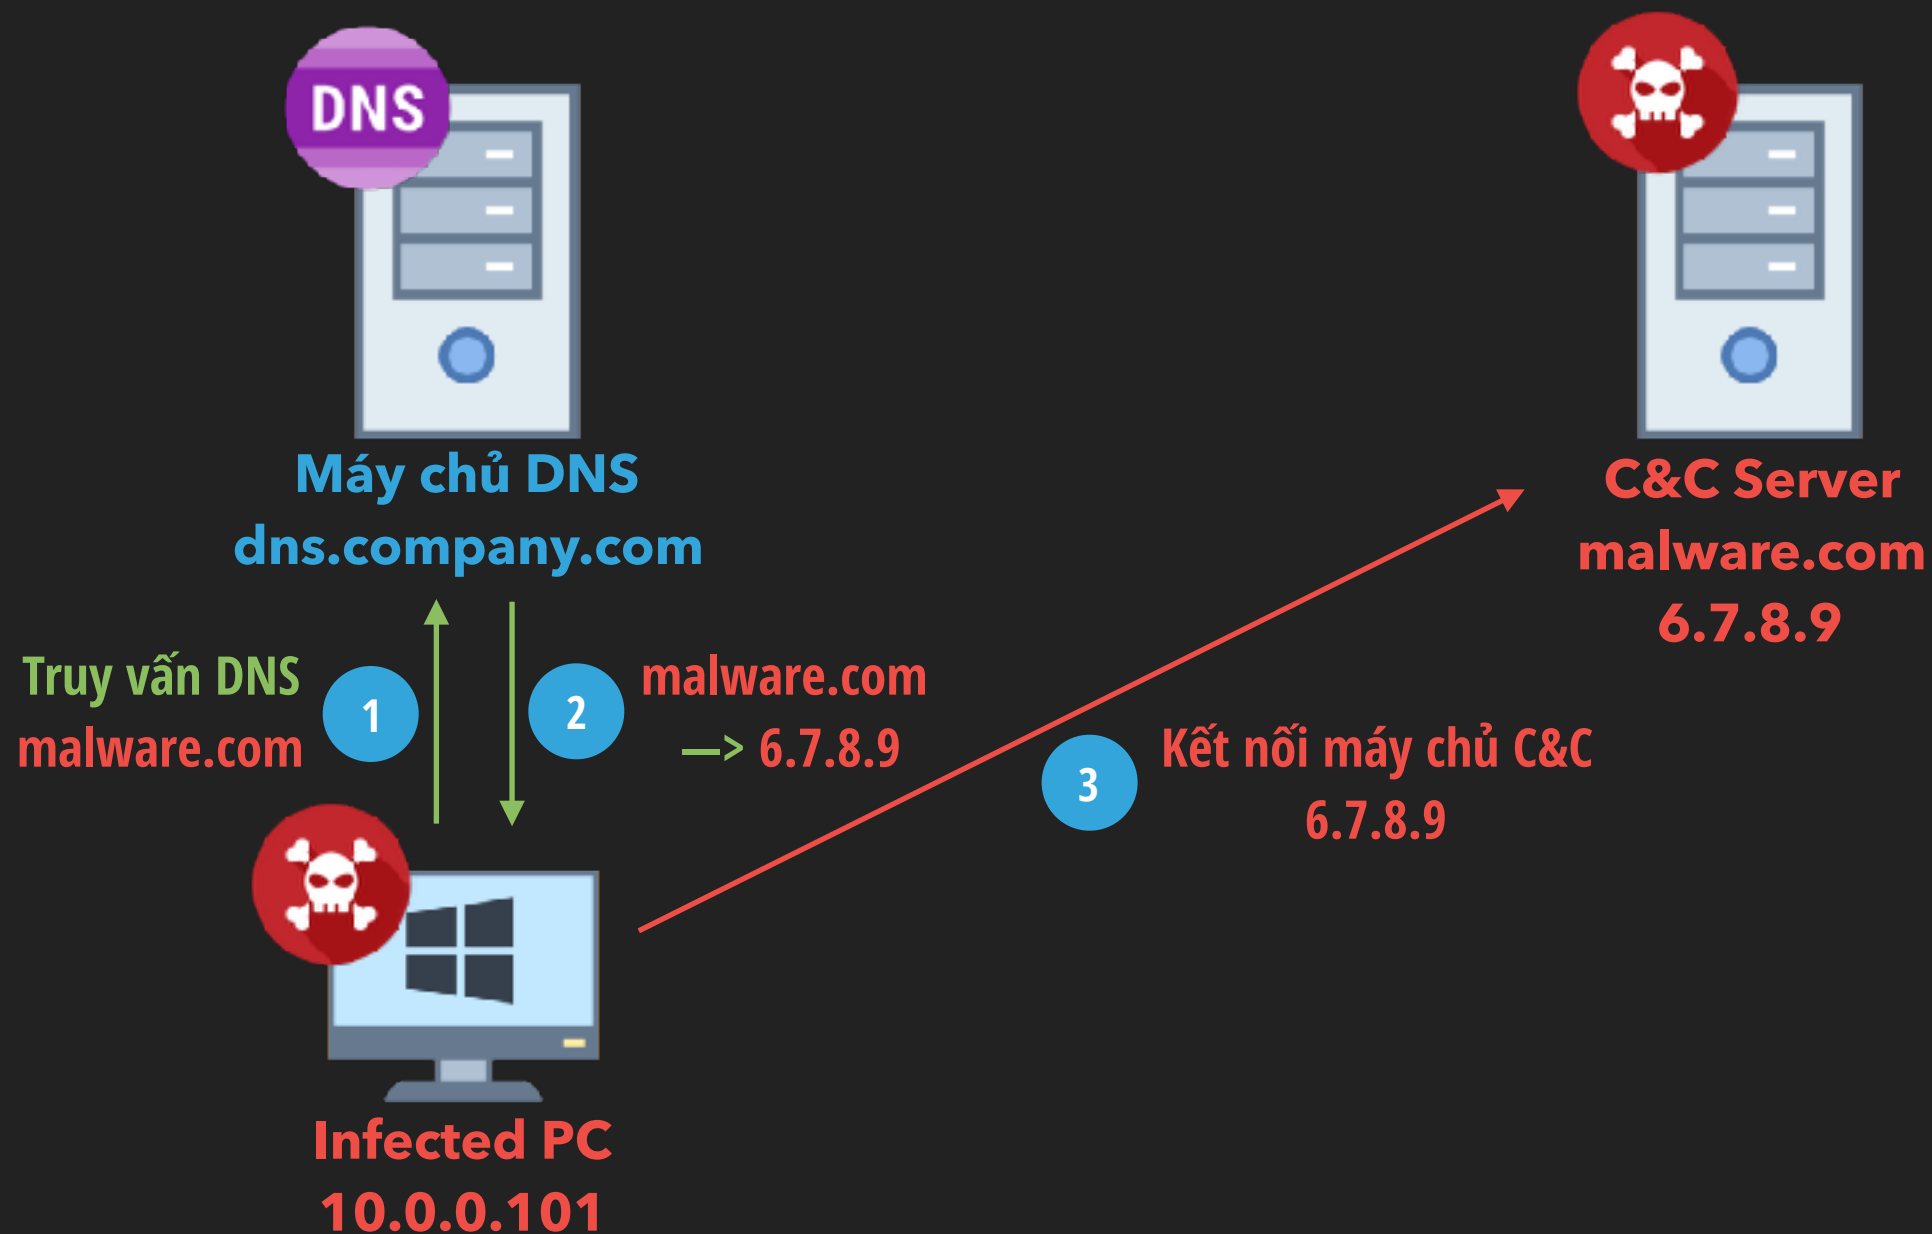 DNS
Máy chủ DNS
dns.company.com
C&C Server
malware.com
6.7.8.9
Truy vấn DNS
malware.com
1
2
malware.com
—> 6.7.8.9
3
Kết nối máy chủ C&C
6.7.8.9
Infected PC
10.0.0.101